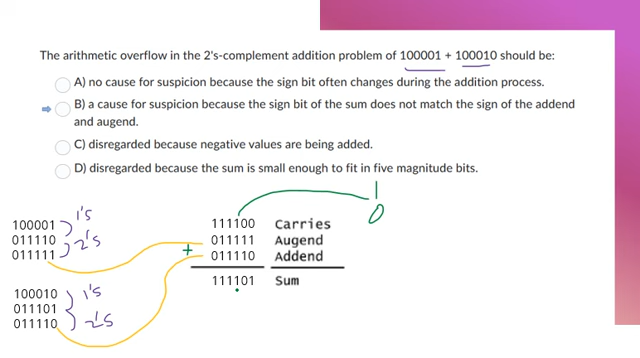 The arithmetic overflow in the 2's-complement addition problem of 100001 + 100010 should be:
A) no cause for suspicion because the sign bit often changes during the addition process.
B) a cause for suspicion because the sign bit of the sum does not match the sign of the addend
and augend.
C) disregarded because negative values are being added.
D) disregarded because the sum is small enough to fit in five magnitude bits.
1
0
100001
011110
011111
1's
2's
111100 Carries
+ 011111 Augend
011110 Addend
111101 Sum
100010
011101
011110
1's
2's